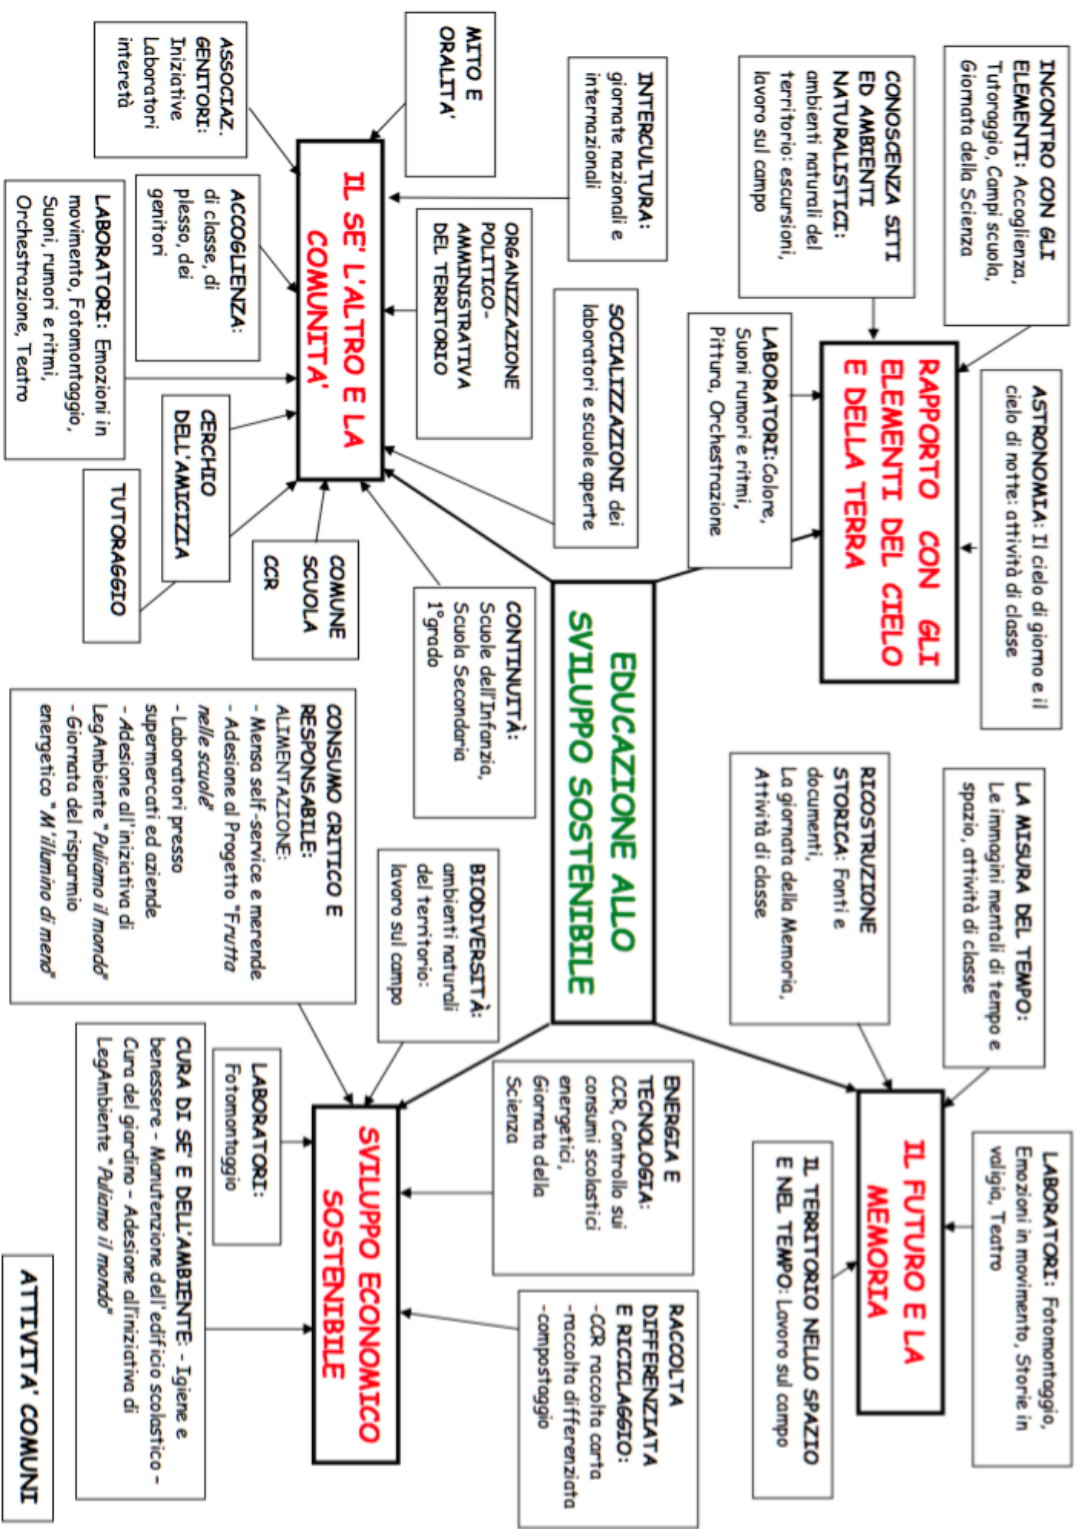 INCONTRO CON GLI
ELEMENTI: Accoglienza,
Tutoraggio, Campi scuola,
Giornata della Scienza
ASTRONOMIA: Il cielo di giorno e il
cielo di notte: attività di classe
LA MISURA DEL TEMPO:
Le immagini mentali di tempo e
spazio, attività di classe
LABORATORI: Fotomontaggio,
Emozioni in movimento, Storie in
valigia, Teatro
CONOSCENZA SITI
ED AMBIENTI
NATURALISTICI:
ambienti naturali del
territorio: escursioni,
lavoro sul campo
RAPPORTO CON GLI
ELEMENTI DEL CIELO
E DELLA TERRA
RICOSTRUZIONE
STORICA: Fonti e
documenti,
La giornata della Memoria,
Attività di classe
IL FUTURO E LA
MEMORIA
LABORATORI: Colore,
Suoni rumori e ritmi,
Pittura, Orchestrazione
IL TERRITORIO NELLO SPAZIO
E NEL TEMPO: Lavoro sul campo
INTERCULTURA:
giornate nazionali e
internazionali
SOCIALIZZAZIONI dei
laboratori e scuole aperte
EDUCAZIONE ALLO
SVILUPPO SOSTENIBILE
ENERGIA E
TECNOLOGIA:
CCR, Controllo sui
consumi scolastici
energetici,
Giornata della
Scienza
RACCOLTA
DIFFERENZIATA
E RICICLAGGIO:
-CCR raccolta carta
-raccolta differenziata
-compostaggio
MITO E
ORALITA'
ORGANIZZAZIONE
POLITICO-
AMMINISTRATIVA
DEL TERRITORIO
CONTINUITÀ:
Scuole dell'Infanzia,
Scuola Secondaria
1°grado
BIODIVERSITÀ:
ambienti naturali
del territorio:
lavoro sul campo
IL SE' L'ALTRO E LA
COMUNITA'
SVILUPPO ECONOMICO
SOSTENIBILE
ASSOCIAZ.
GENITORI:
Iniziative
Laboratori
interetà
ACCOGLIENZA:
di classe, di
plesso, dei
genitori
COMUNE
SCUOLA
CCR
CONSUMO CRITICO E
RESPONSABILE:
ALIMENTAZIONE:
- Mensa self-service e merende
- Adesione al Progetto "Frutta
nelle scuole"
- Laboratori presso
supermercati ed aziende
- Adesione all'iniziativa di
LegAmbiente "Puliamo il mondo"
- Giornata del risparmio
energetico "M'illumino di meno"
LABORATORI:
Fotomontaggio
LABORATORI: Emozioni in
movimento, Fotomontaggio,
Suoni, rumori e ritmi,
Orchestrazione, Teatro
CERCHIO
DELL'AMICIZIA
TUTORAGGIO
CURA DI SE' E DELL'AMBIENTE: - Igiene e
benessere - Manutenzione dell'edificio scolastico -
Cura del giardino - Adesione all'iniziativa di
LegAmbiente "Puliamo il mondo"
ATTIVITA' COMUNI